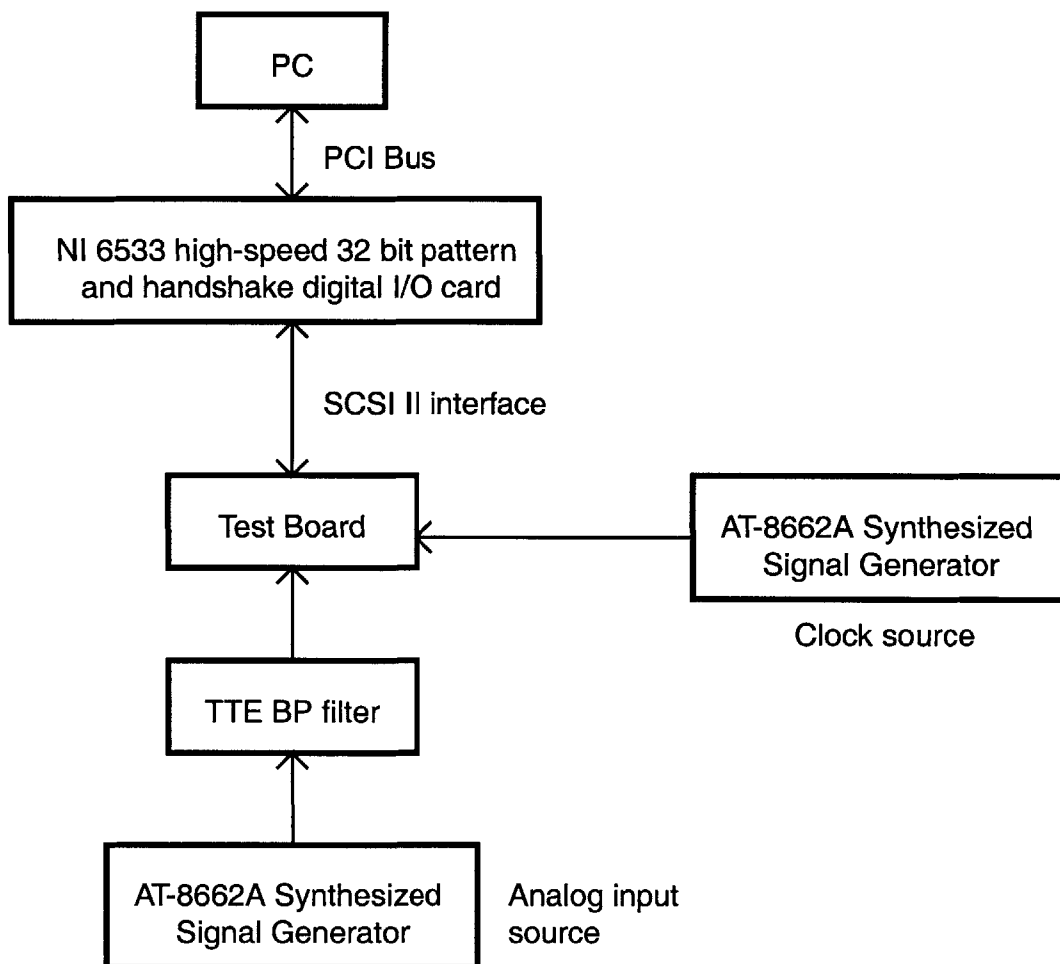 PC
PCI Bus
NI 6533 high-speed 32 bit pattern
and handshake digital I/O card
SCSI II interface
Test Board
AT-8662A Synthesized
Signal Generator
Clock source
TTE BP filter
AT-8662A Synthesized
Signal Generator
Analog input
source